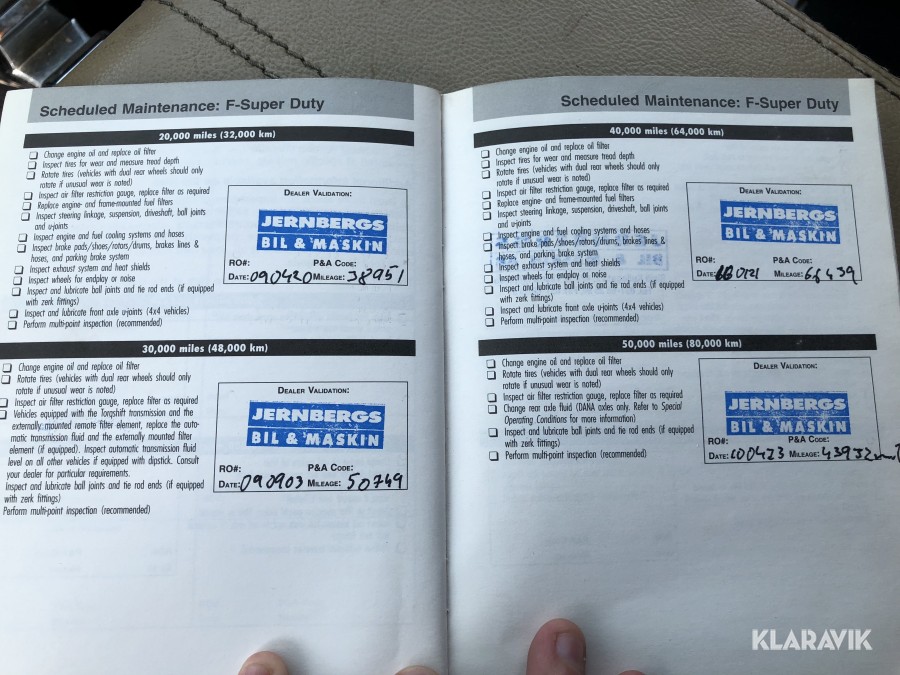 Scheduled Maintenance: F-Super Duty
20,000 miles (32,000 km)
Change engine oil and replace oil filter
Inspect tires for wear and measure tread depth
Rotate tires (vehicles with dual rear wheels should only
rotate if unusual wear is noted)
Inspect air filter restriction gauge, replace filter as required
Replace engine- and frame-mounted fuel filters
Inspect steering linkage, suspension, driveshaft, ball joints
and u-joints
Inspect engine and fuel cooling systems and hoses
Inspect brake pads/shoes/rotors/drums, brakes lines &
hoses, and parking brake system
Inspect exhaust system and heat shields
Inspect wheels for endplay or noise
Inspect and lubricate ball joints and tie rod ends (if equipped
with zerk fittings)
Inspect and lubricate front axle u-joints (4x4 vehicles)
Perform multi-point inspection (recommended)
DEALER VALIDATION:
JERNBERGS
BIL & MASKIN
RO#: P&A CODE:
DATE: 090420 MILEAGE: 38951
30,000 miles (48,000 km)
Change engine oil and replace oil filter
Rotate tires (vehicles with dual rear wheels should only
rotate if unusual wear is noted)
Inspect air filter restriction gauge, replace filter as required
Vehicles equipped with the Torqshift transmission and the
externally mounted remote filter element, replace the auto-
matic transmission fluid and the externally mounted filter
element (if equipped). Inspect automatic transmission fluid
level on all other vehicles if equipped with dipstick. Consult
your dealer for particular requirements.
Inspect and lubricate ball joints and tie rod ends (if equipped
with zerk fittings)
Perform multi-point inspection (recommended)
DEALER VALIDATION:
JERNBERGS
BIL & MASKIN
RO#: P&A CODE:
DATE: 090903 MILEAGE: 50749
Scheduled Maintenance: F-Super Duty
40,000 miles (64,000 km)
Change engine oil and replace oil filter
Inspect tires for wear and measure tread depth
Rotate tires (vehicles with dual rear wheels should only
rotate if unusual wear is noted)
Inspect air filter restriction gauge, replace filter as required
Replace engine- and frame-mounted fuel filters
Inspect steering linkage, suspension, driveshaft, ball joints
and u-joints
Inspect engine and fuel cooling systems and hoses
Inspect brake pads/shoes/rotors/drums, brakes lines &
hoses, and parking brake system
Inspect exhaust system and heat shields
Inspect wheels for endplay or noise
Inspect and lubricate ball joints and tie rod ends (if equipped
with zerk fittings)
Inspect and lubricate front axle u-joints (4x4 vehicles)
Perform multi-point inspection (recommended)
DEALER VALIDATION:
JERNBERGS
BIL & MASKIN
RO#: P&A CODE:
DATE: MILEAGE:
50,000 miles (80,000 km)
Change engine oil and replace oil filter
Rotate tires (vehicles with dual rear wheels should only
rotate if unusual wear is noted)
Inspect air filter restriction gauge, replace filter as required
Change rear axle fluid (DANA axles only. Refer to Special
Operating Conditions for more information)
Inspect and lubricate ball joints and tie rod ends (if equipped
with zerk fittings)
Perform multi-point inspection (recommended)
DEALER VALIDATION:
JERNBERGS
BIL & MASKIN
RO#: P&A CODE:
DATE: MILEAGE:
KLARAVIK